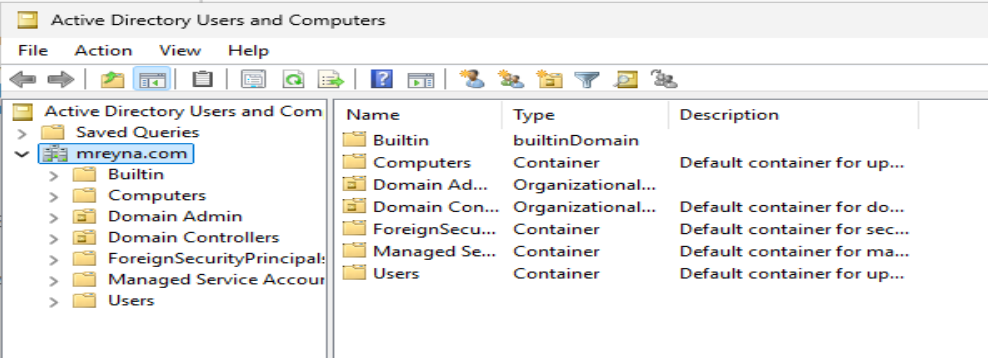 Active Directory Users and Computers
File Action View Help
Active Directory Users and Com
Saved Queries
mreyna.com
Builtin
Computers
Domain Admin
Domain Controllers
ForeignSecurityPrincipals
Managed Service Accour
Users
Name Type Description
Builtin builtinDomain
Computers Container Default container for up...
Domain Ad... Organizational...
Domain Con... Organizational... Default container for do...
ForeignSecu... Container Default container for sec...
Managed Se... Container Default container for ma...
Users Container Default container for up...